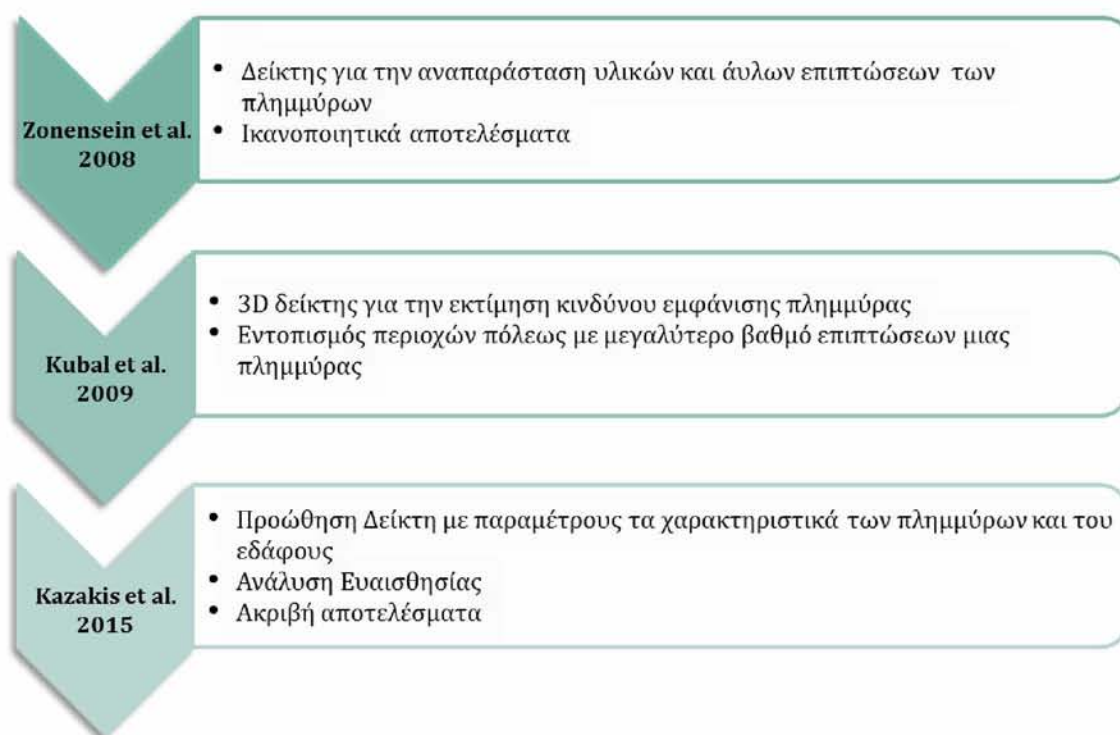 Zonensein et al.
2008
• Δείκτης για την αναπαράσταση υλικών και άυλων επιπτώσεων των
πλημμύρων
• Ικανοποιητικά αποτελέσματα
Kubal et al.
2009
• 3D δείκτης για την εκτίμηση κινδύνου εμφάνισης πλημμύρας
• Εντοπισμός περιοχών πόλεως με μεγαλύτερο βαθμό επιπτώσεων μιας
πλημμύρας
Kazakis et al.
2015
• Προώθηση Δείκτη με παραμέτρους τα χαρακτηριστικά των πλημμύρων και του
εδάφους
• Ανάλυση Ευαισθησίας
• Ακριβή αποτελέσματα